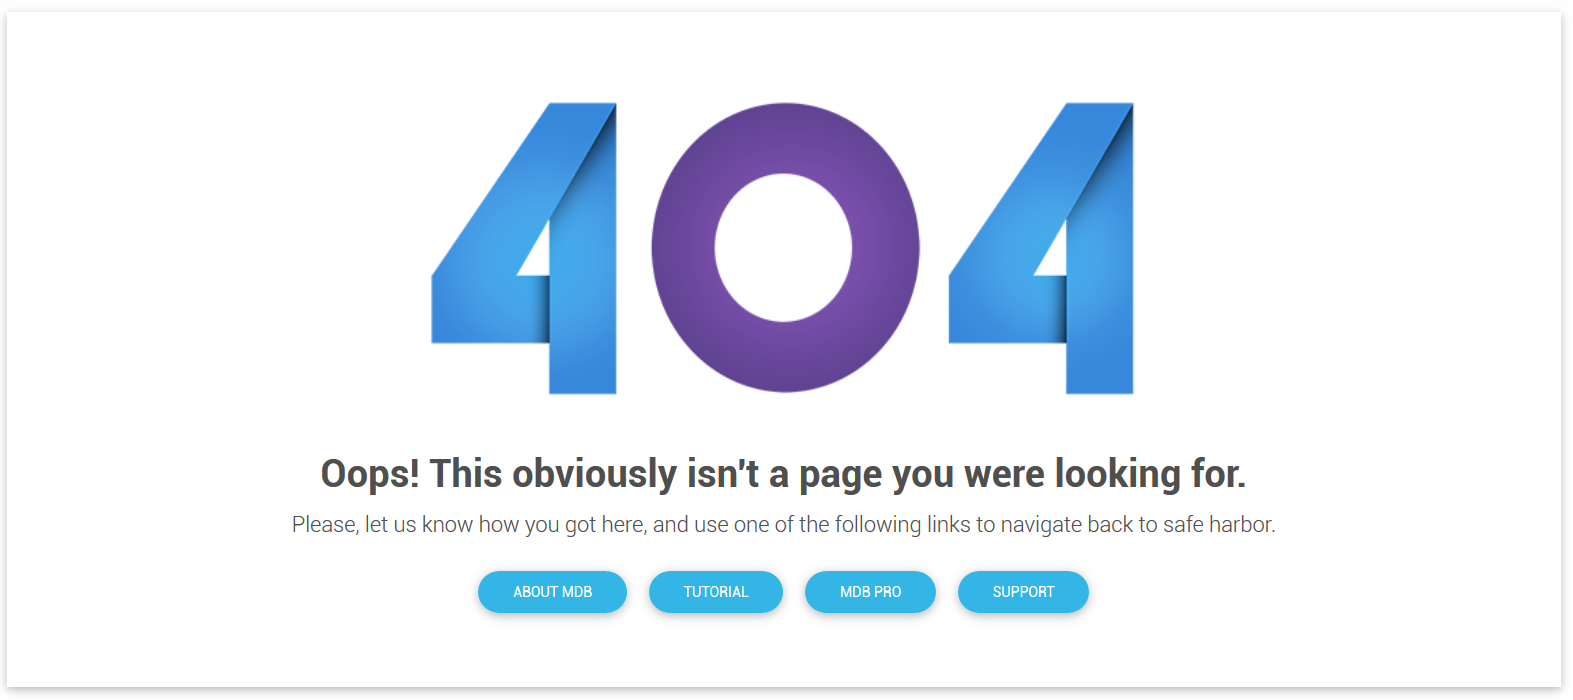 404
Oops! This obviously isn't a page you were looking for.
Please, let us know how you got here, and use one of the following links to navigate back to safe harbor.
ABOUT MDB TUTORIAL MDB PRO SUPPORT